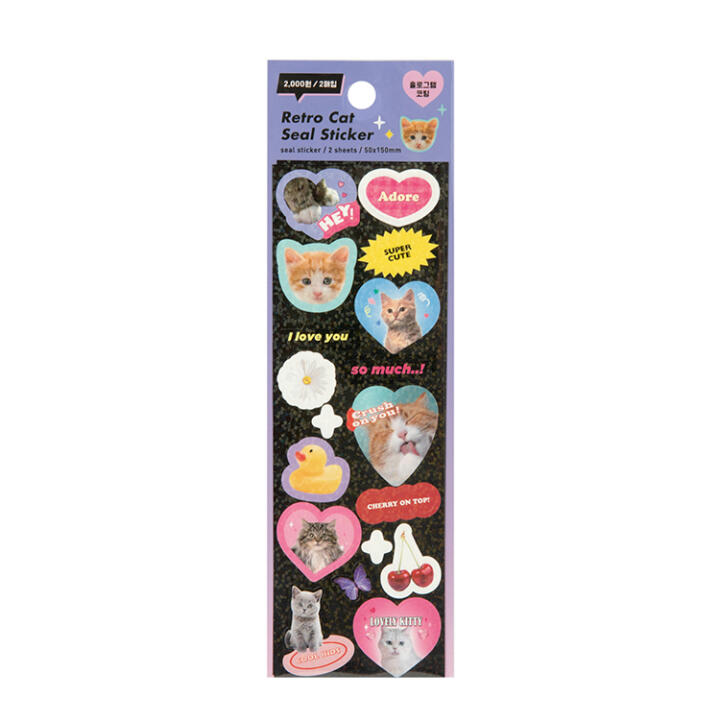 2,000원 / 2매입
홀로그램
코팅
Retro Cat
Seal Sticker
seal sticker / 2 sheets / 50x150mm
HEY!
Adore
SUPER
CUTE
I love you
so much..!
Crush
on you!
CHERRY ON TOP!
LOVELY KITTY
COOL KIDS